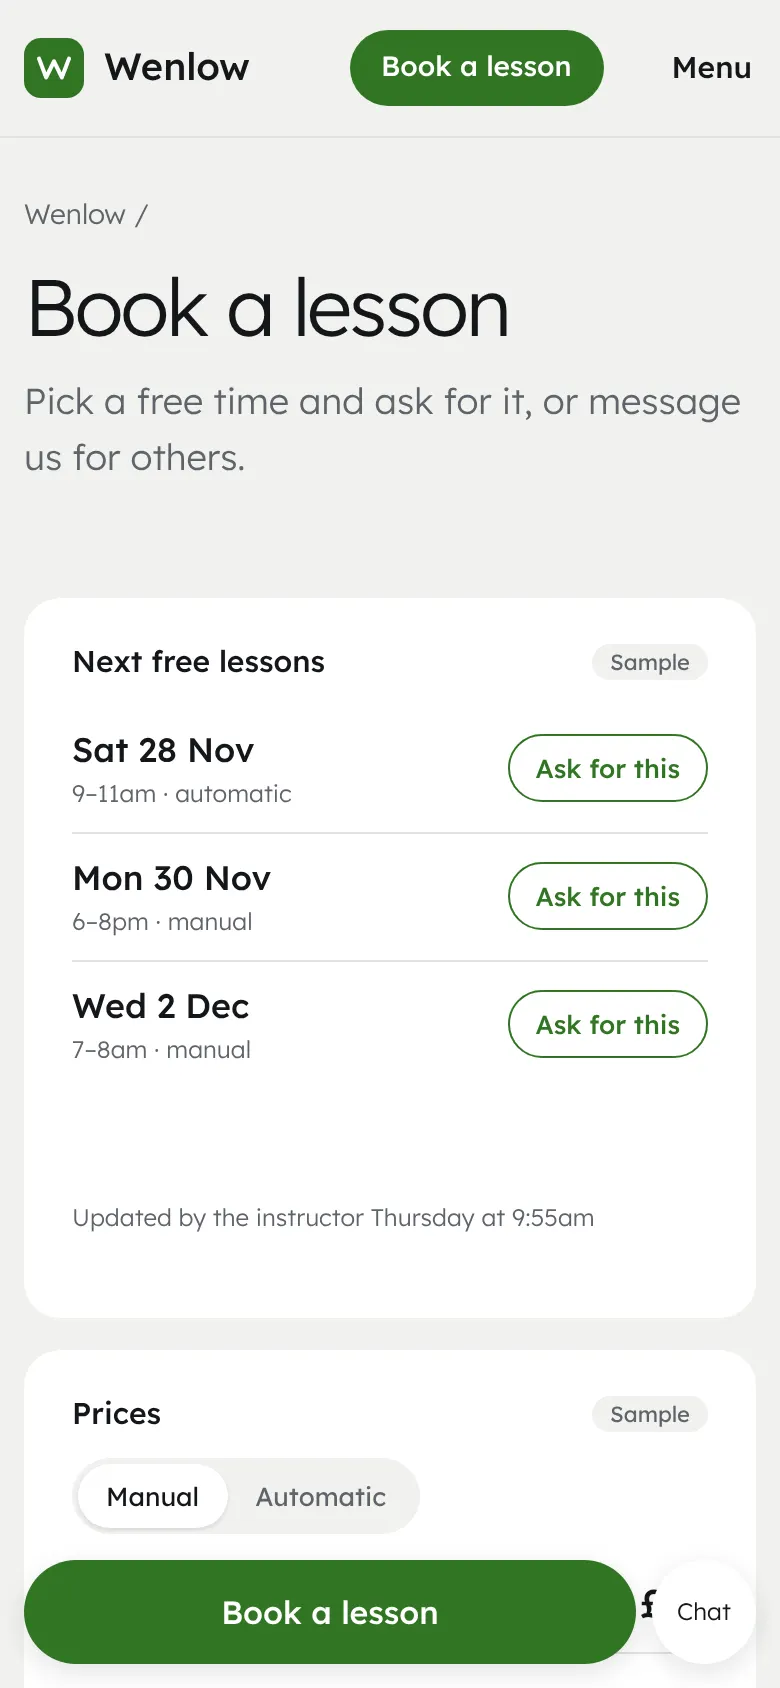 W Wenlow
Book a lesson
Menu
Wenlow /
Book a lesson
Pick a free time and ask for it, or message
us for others.
Next free lessons
Sample
Sat 28 Nov
9–11am · automatic
Ask for this
Mon 30 Nov
6–8pm · manual
Ask for this
Wed 2 Dec
7–8am · manual
Ask for this
Updated by the instructor Thursday at 9:55am
Prices
Sample
Manual
Automatic
Book a lesson
£
Chat